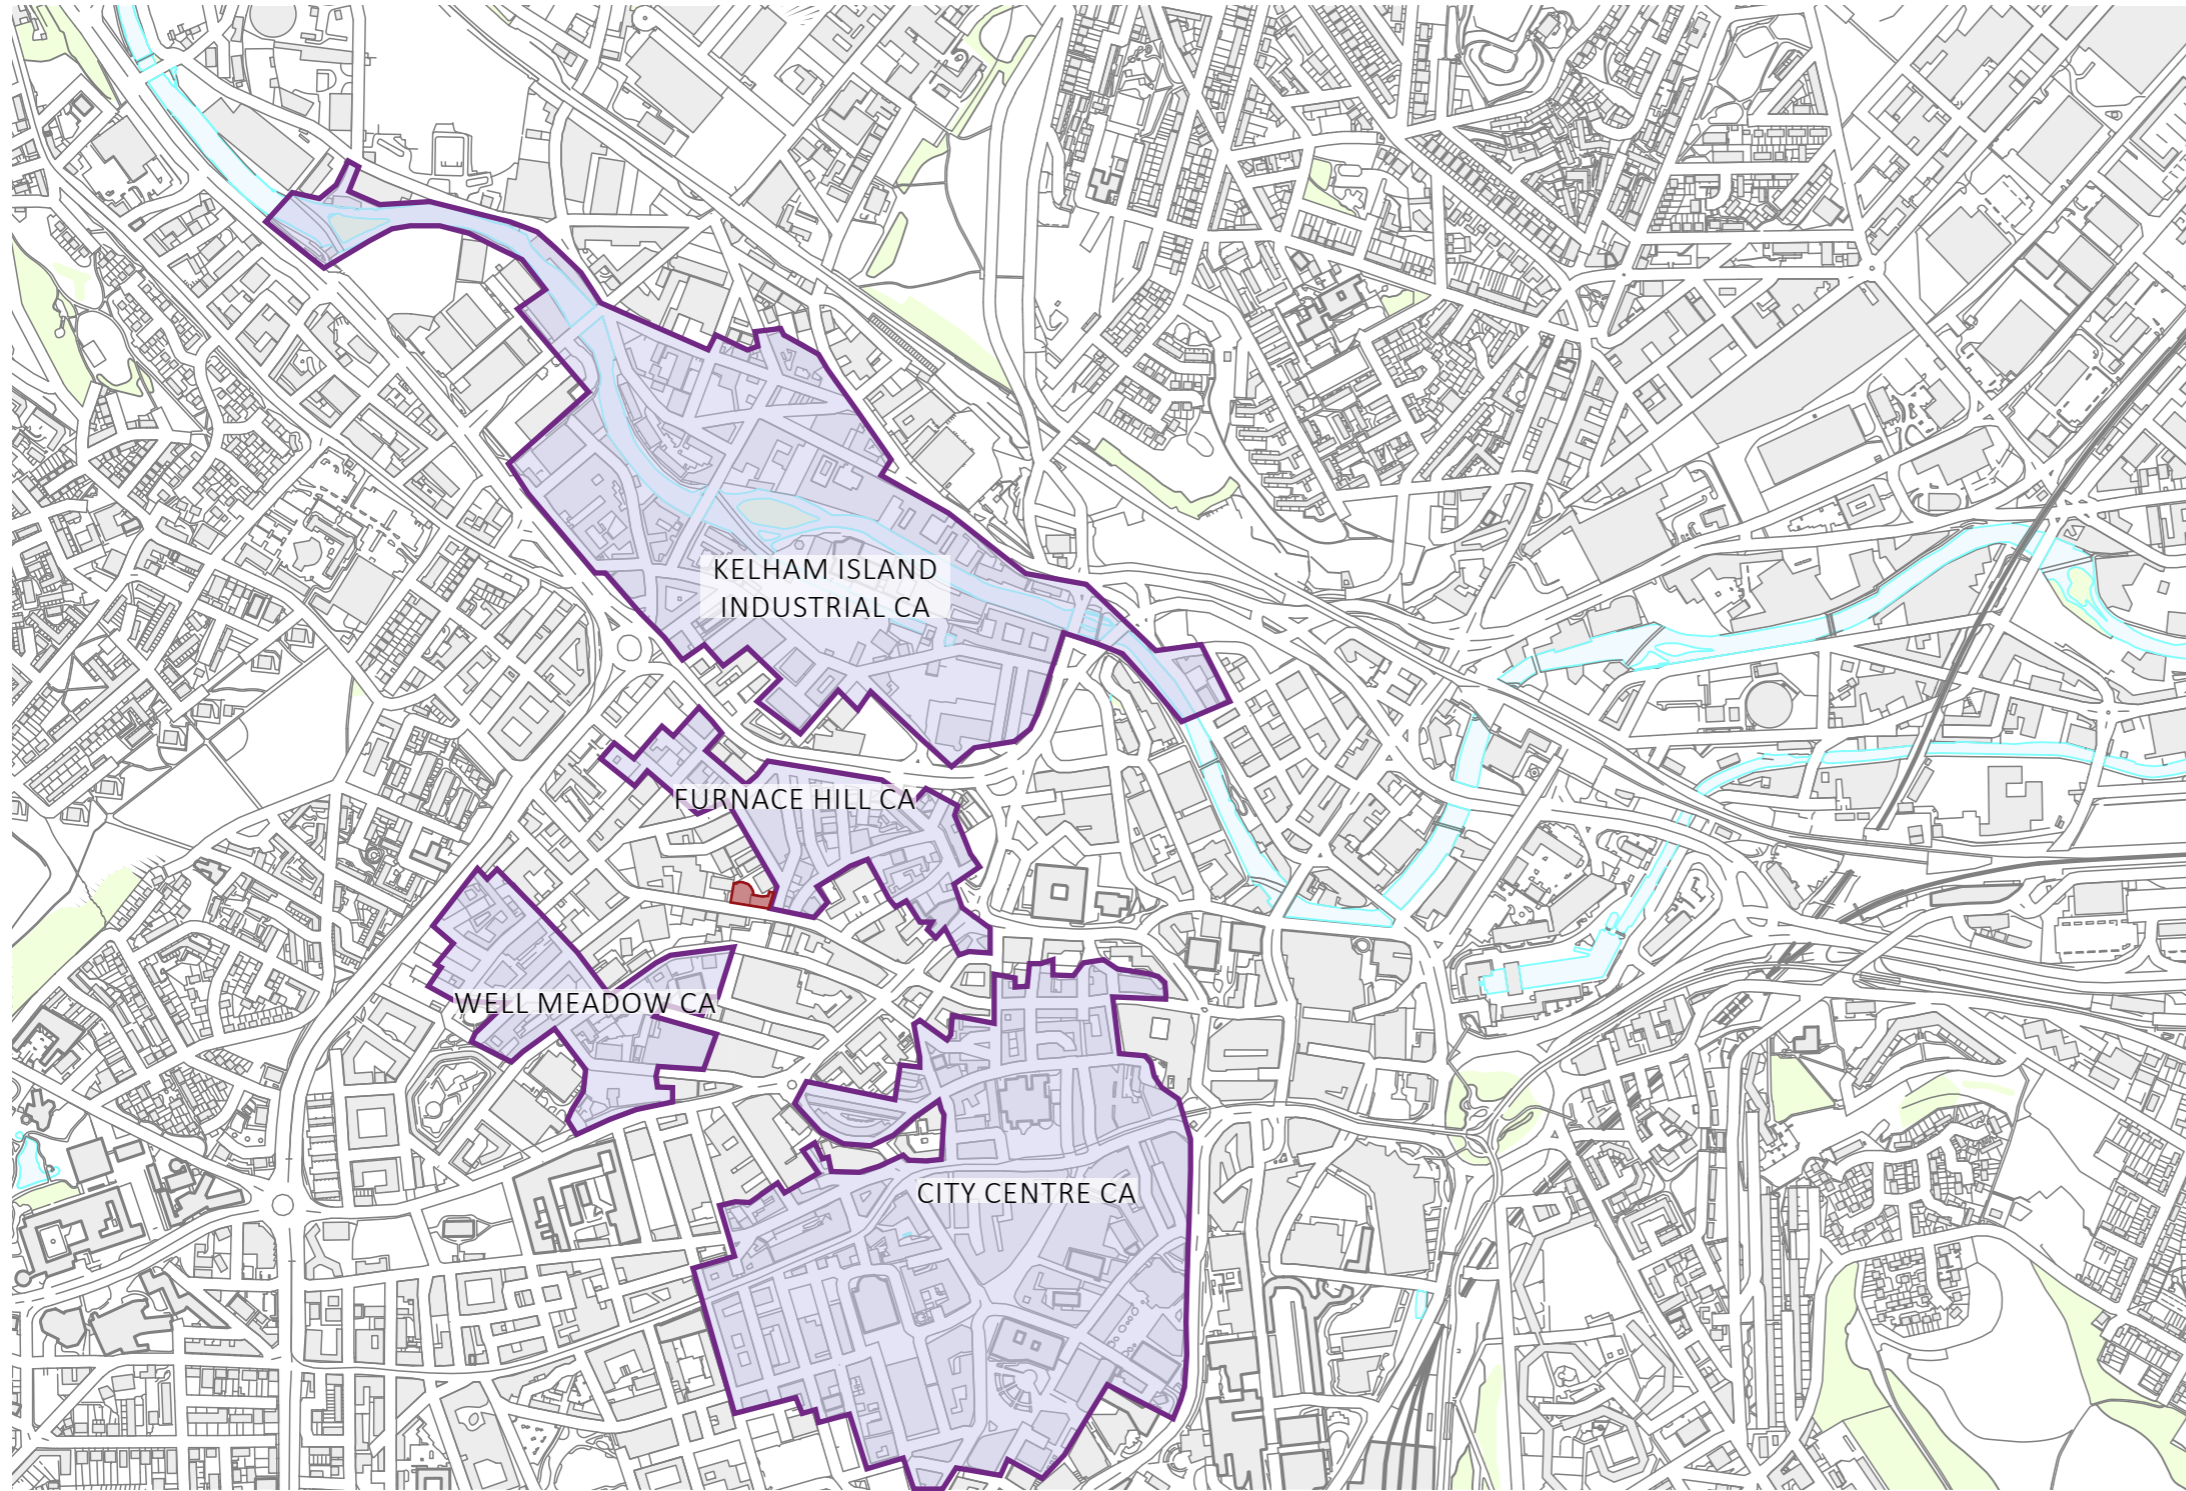 KELHAM ISLAND
INDUSTRIAL CA
FURNACE HILL CA
WELL MEADOW CA
CITY CENTRE CA